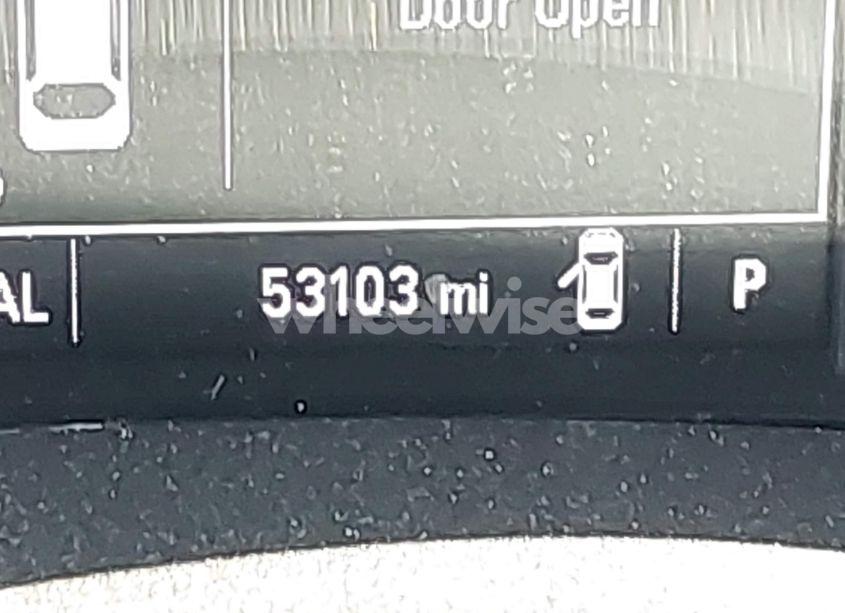 Door Open
AL
53103 mi
P
wheelwise